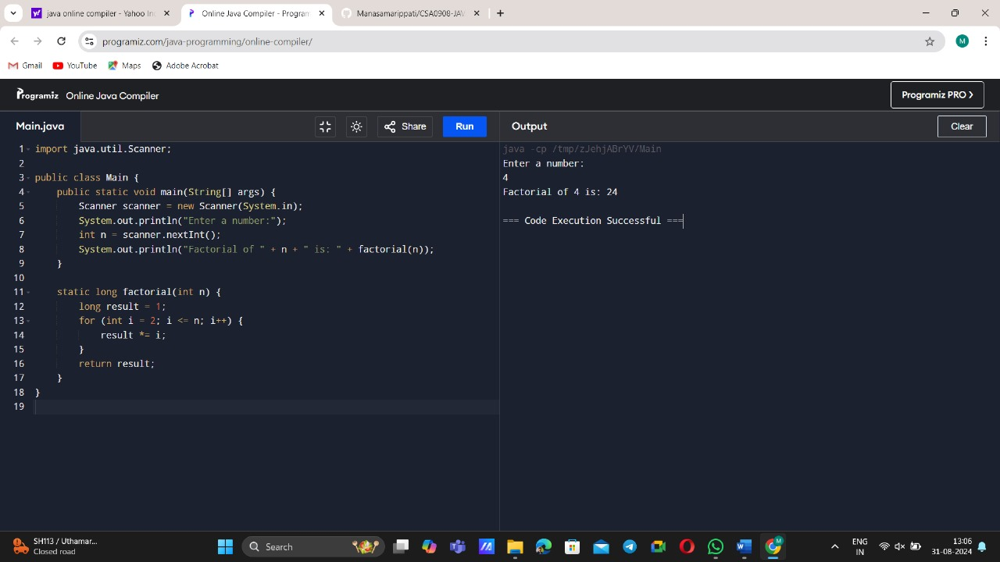 java online compiler - Yahoo In
Online Java Compiler - Program
Manasamarippati/CSA0908-JAV
programiz.com/java-programming/online-compiler/
M
Gmail
YouTube
Maps
Adobe Acrobat
Programiz Online Java Compiler
Programiz PRO >
Main.java
Share
Run
Output
Clear
1 import java.util.Scanner;
2
3 public class Main {
4     public static void main(String[] args) {
5         Scanner scanner = new Scanner(System.in);
6         System.out.println("Enter a number:");
7         int n = scanner.nextInt();
8         System.out.println("Factorial of " + n + " is: " + factorial(n));
9     }
10
11     static long factorial(int n) {
12         long result = 1;
13         for (int i = 2; i <= n; i++) {
14             result *= i;
15         }
16         return result;
17     }
18 }
19
java -cp /tmp/zJehjABrYV/Main
Enter a number:
4
Factorial of 4 is: 24
=== Code Execution Successful ===
SH113 / Uthamar...
Closed road
Search
ENG
IN
13:06
31-08-2024